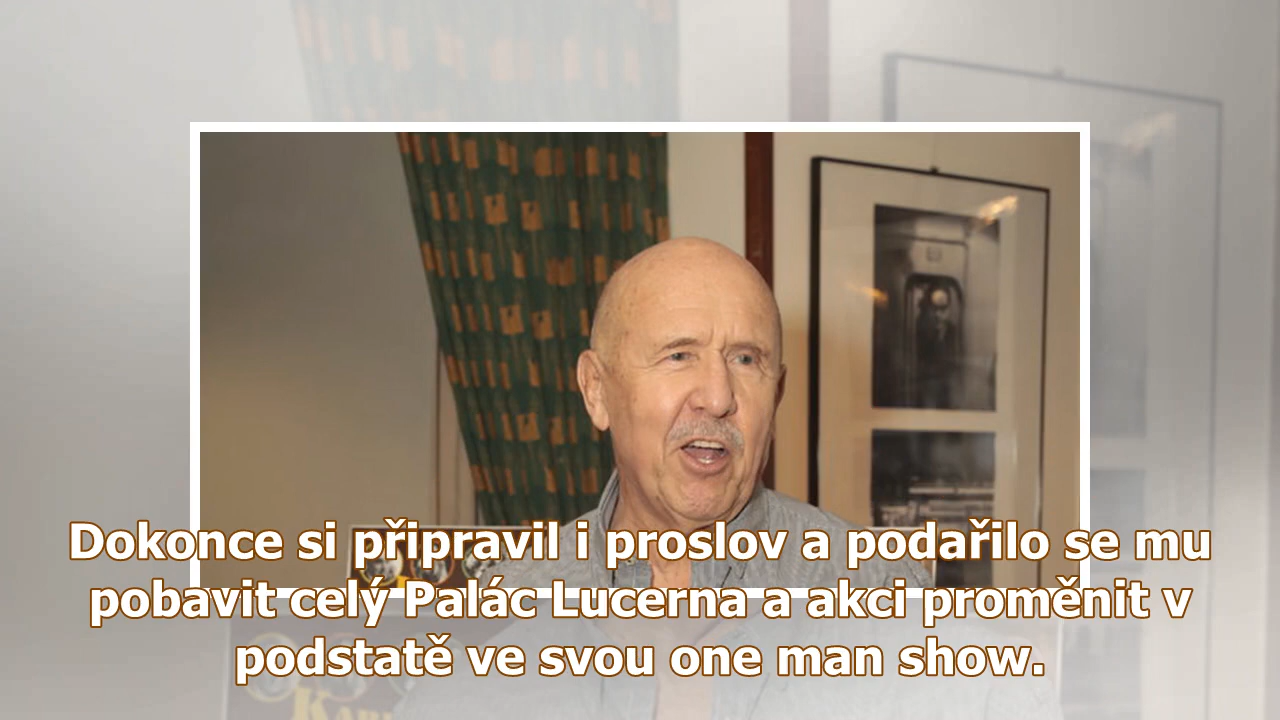 Dokonce si připravil i proslov a podařilo se mu
pobavit celý Palác Lucerna a akci proměnit v
podstatě ve svou one man show.